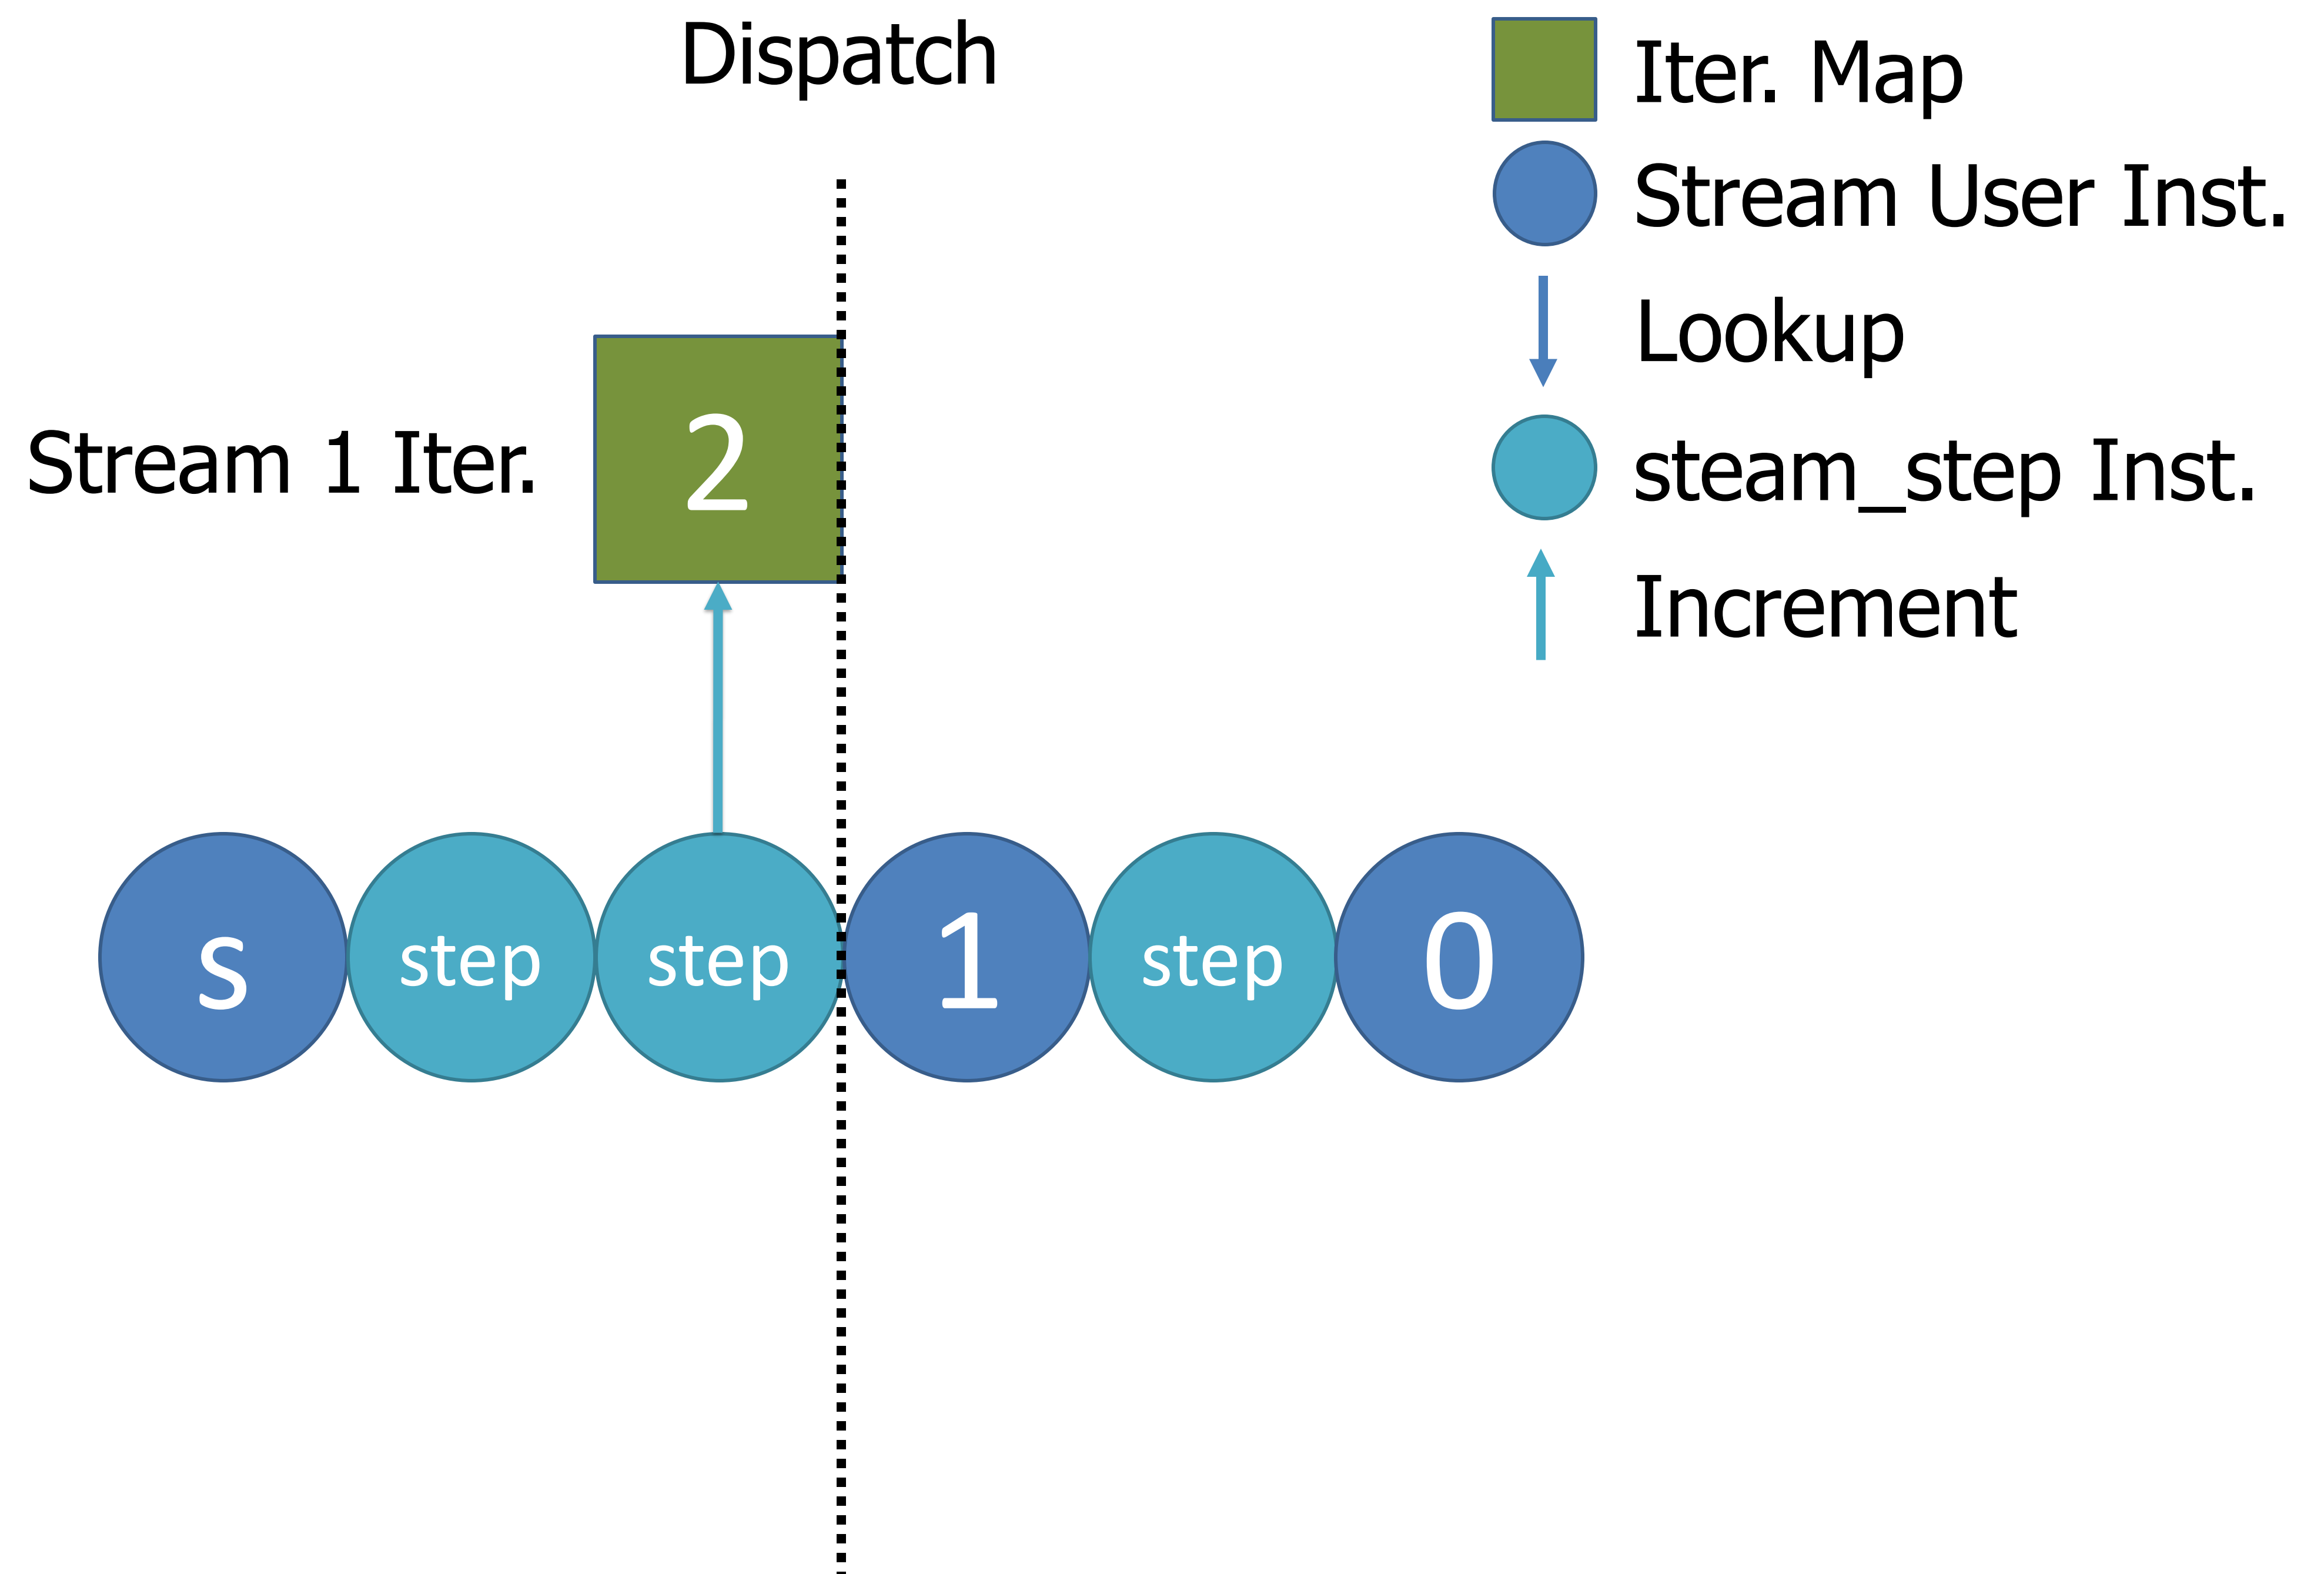 Dispatch
Iter. Map
Stream User Inst.
Lookup
Stream 1 Iter.
2
steam_step Inst.
Increment
s
step
step
1
step
0